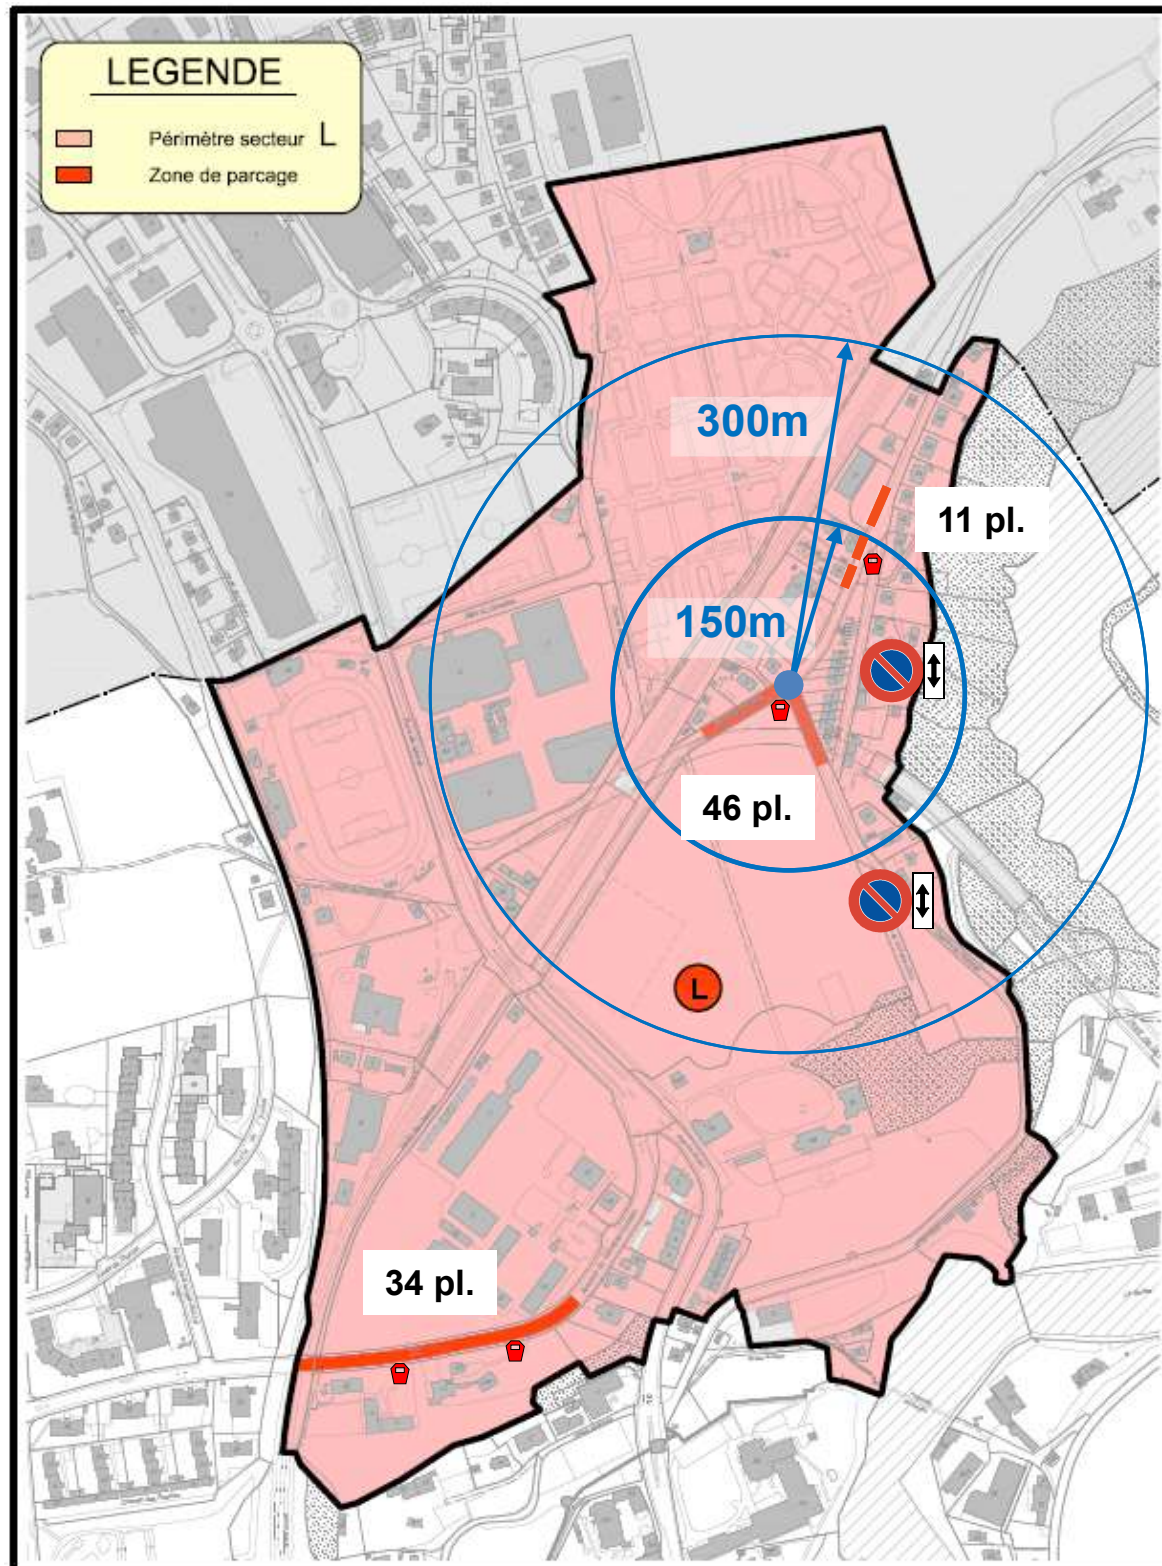 LEGENDE
Périmètre secteur L
Zone de parcage
300m
11 pl.
150m
46 pl.
L
34 pl.